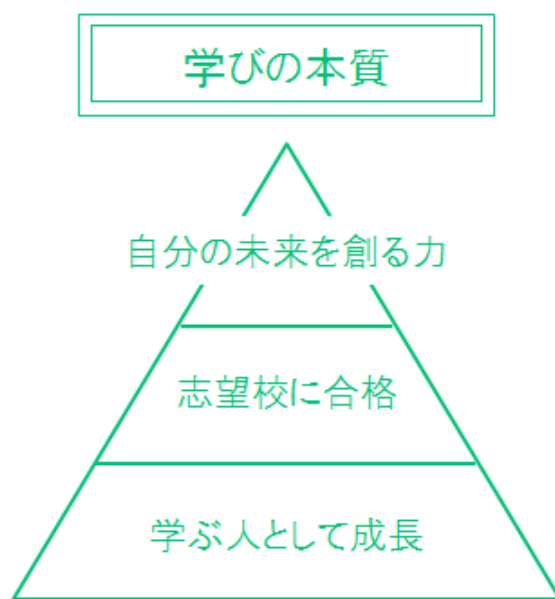 学びの本質
自分の未来を創る力
志望校に合格
学ぶ人として成長